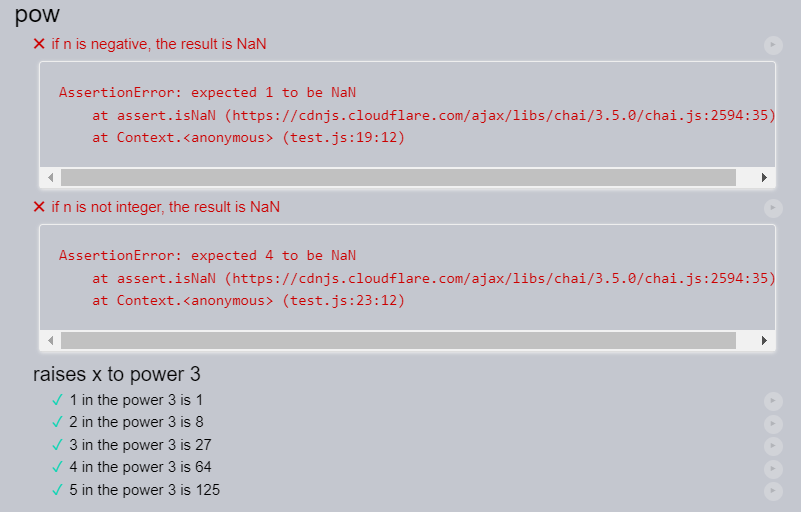 pow
✕ if n is negative, the result is NaN
AssertionError: expected 1 to be NaN
at assert.isNaN (https://cdnjs.cloudflare.com/ajax/libs/chai/3.5.0/chai.js:2594:35)
at Context.<anonymous> (test.js:19:12)
✕ if n is not integer, the result is NaN
AssertionError: expected 4 to be NaN
at assert.isNaN (https://cdnjs.cloudflare.com/ajax/libs/chai/3.5.0/chai.js:2594:35)
at Context.<anonymous> (test.js:23:12)
raises x to power 3
✓ 1 in the power 3 is 1
✓ 2 in the power 3 is 8
✓ 3 in the power 3 is 27
✓ 4 in the power 3 is 64
✓ 5 in the power 3 is 125